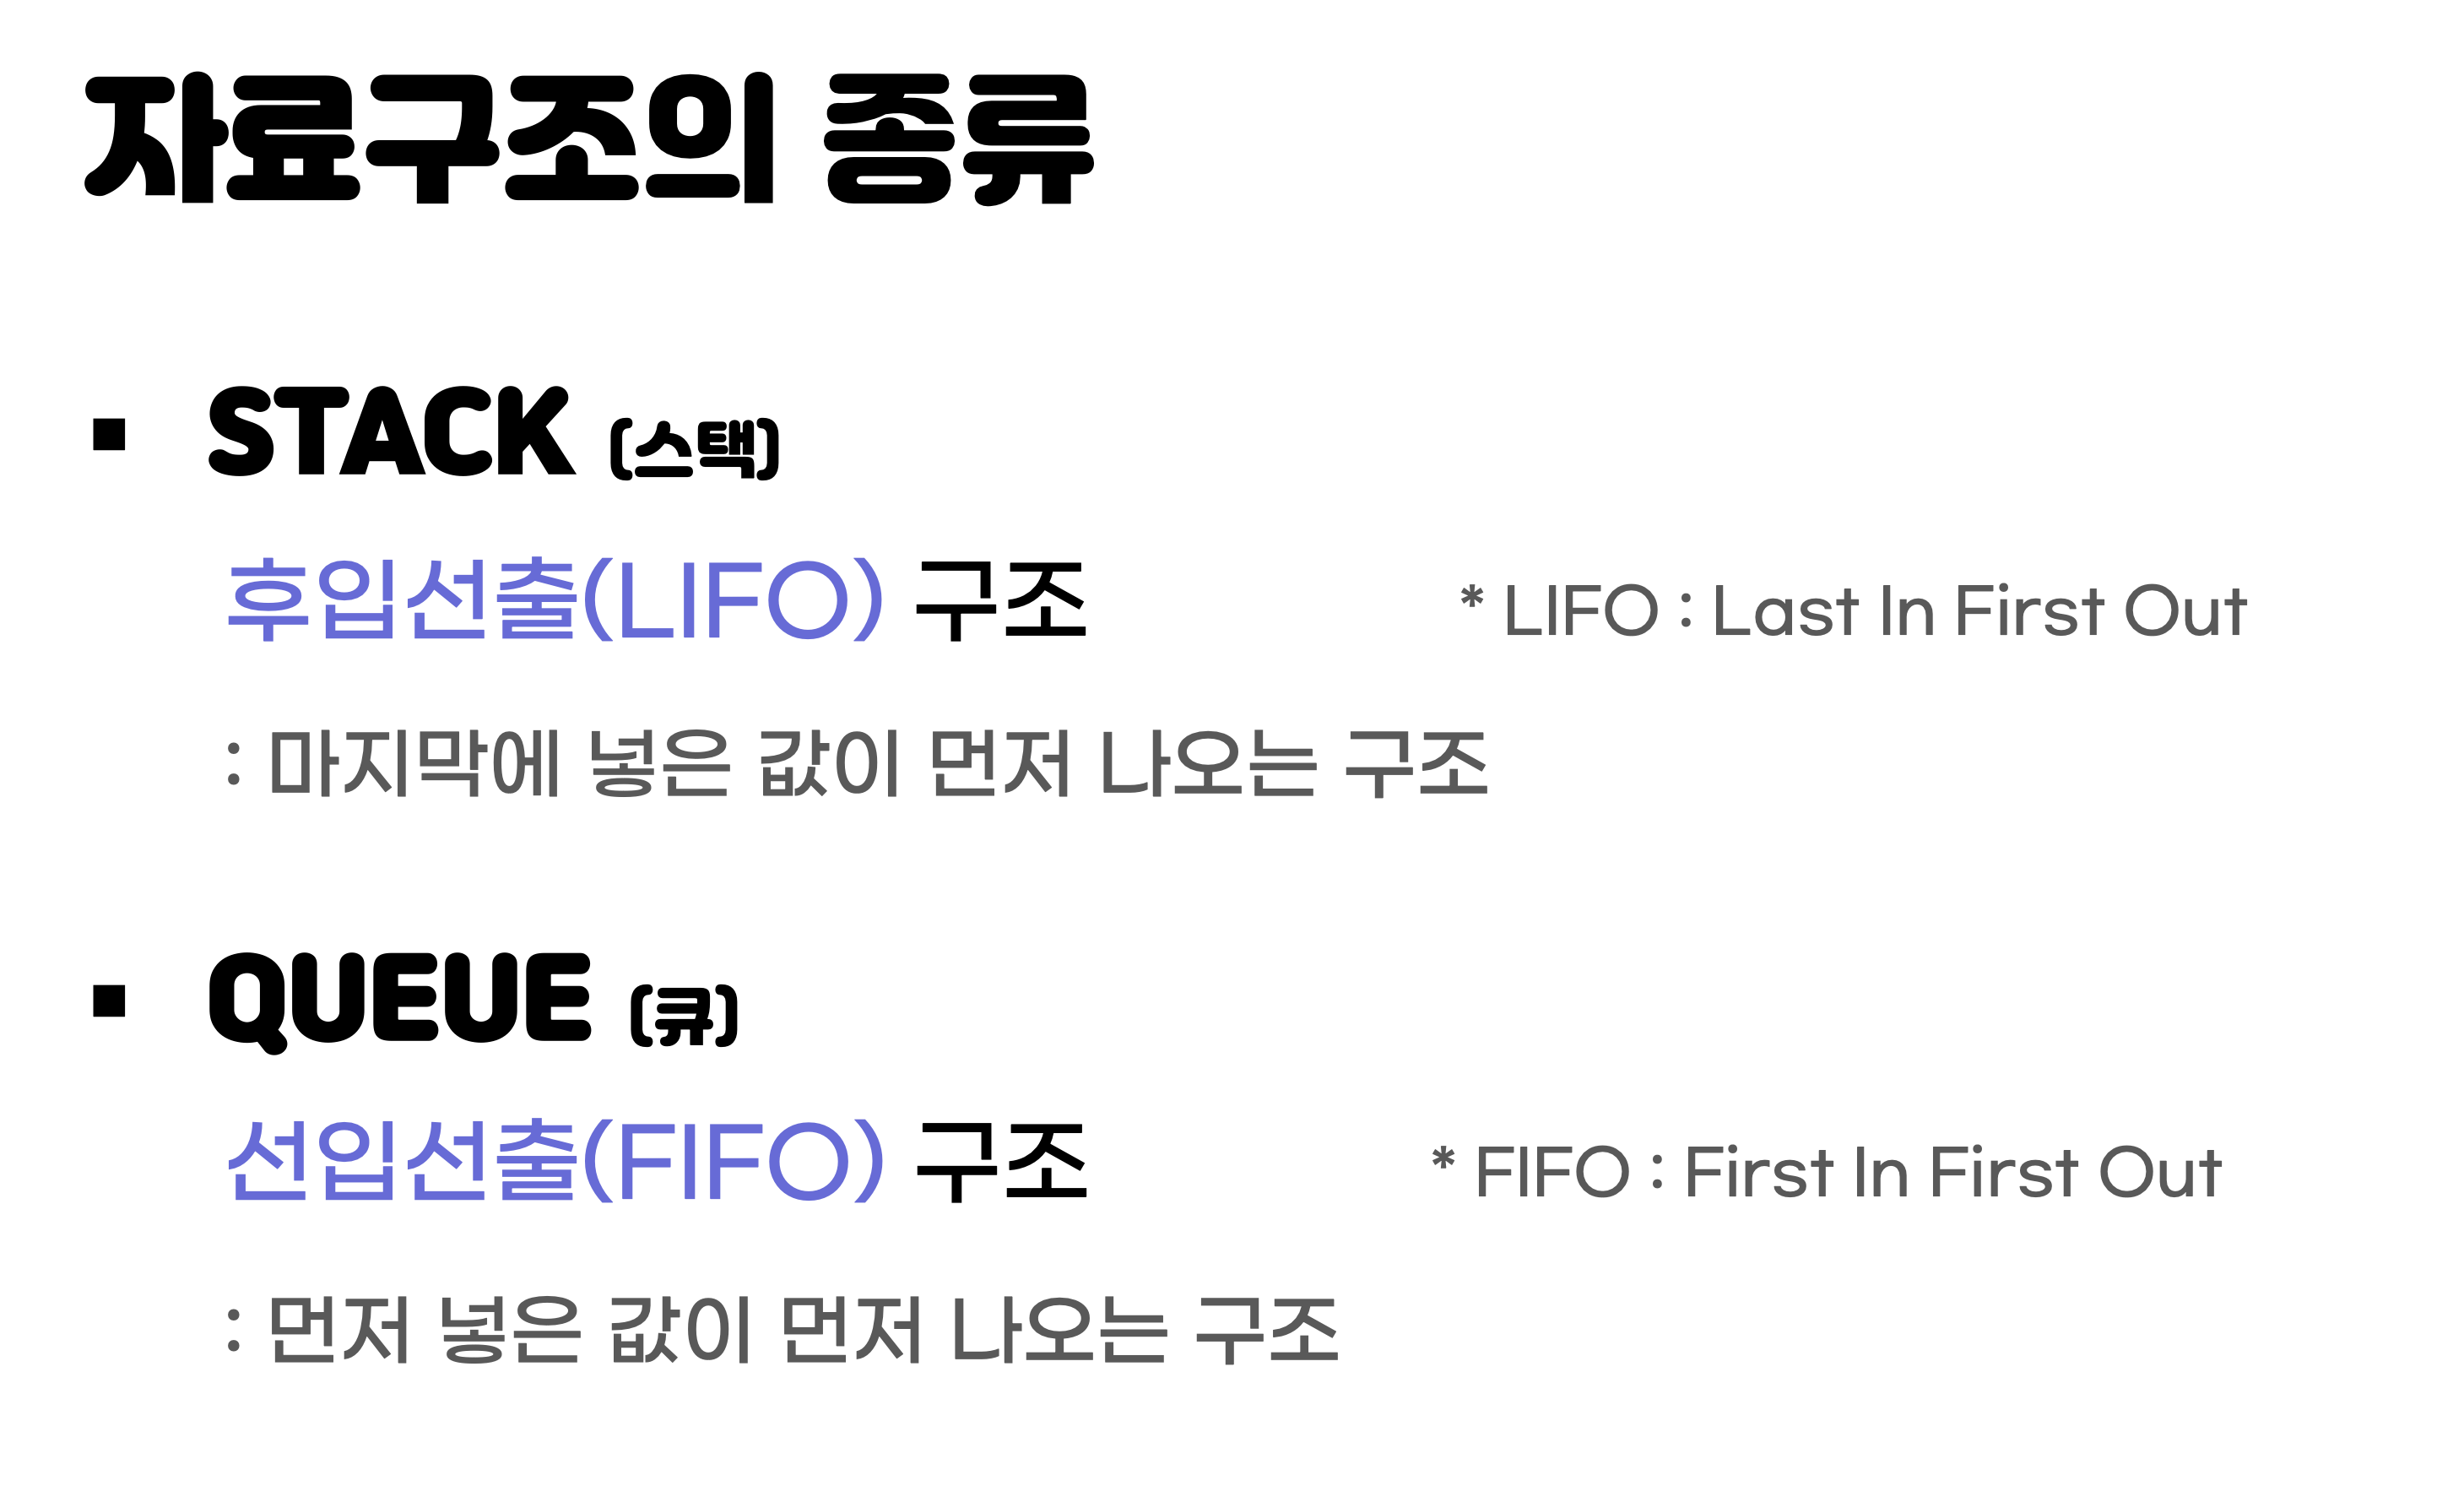 자료구조의 종류
▪ STACK (스택)
후입선출(LIFO) 구조 * LIFO : Last In First Out
: 마지막에 넣은 값이 먼저 나오는 구조
▪ QUEUE (큐)
선입선출(FIFO) 구조 * FIFO : First In First Out
: 먼저 넣은 값이 먼저 나오는 구조